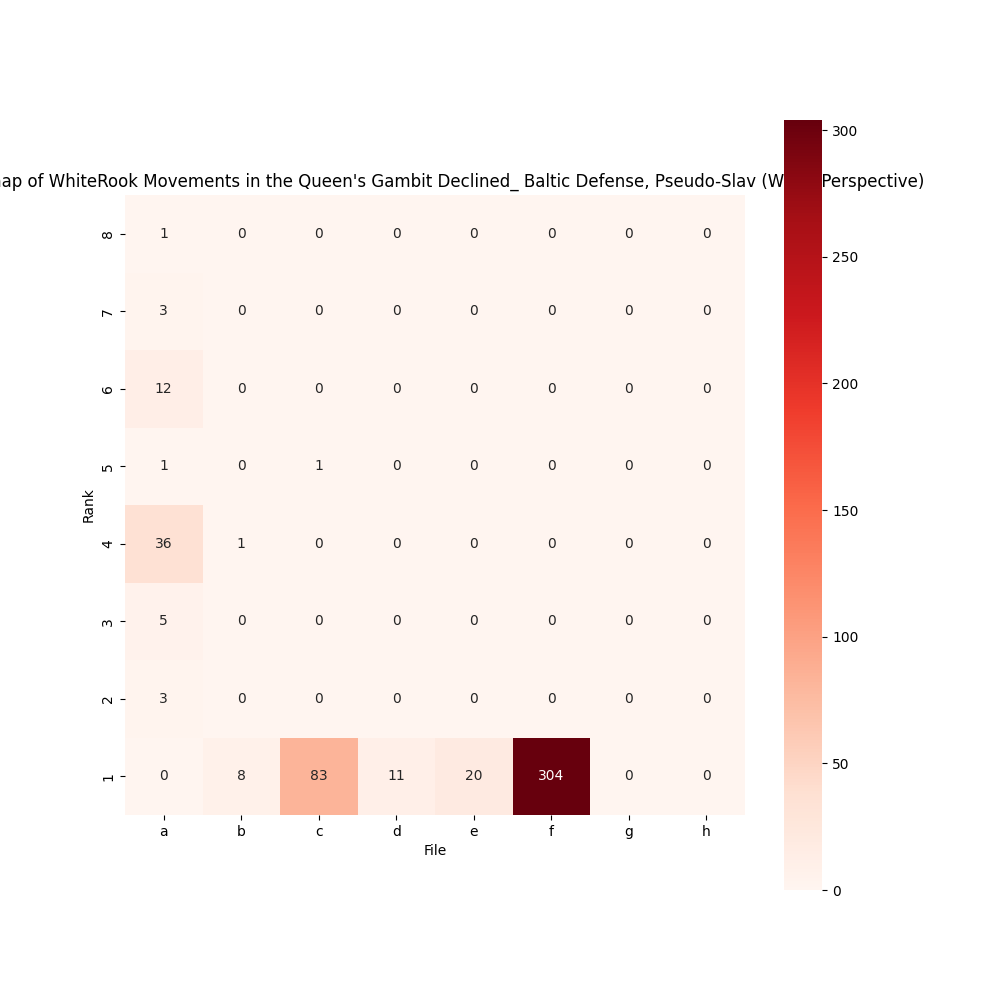 ap of WhiteRook Movements in the Queen's Gambit Declined_ Baltic Defense, Pseudo-Slav (W Perspective)
300
250
200
150
100
50
0
Rank
8 1 0 0 0 0 0 0 0
7 3 0 0 0 0 0 0 0
6 12 0 0 0 0 0 0 0
5 1 0 1 0 0 0 0 0
4 36 1 0 0 0 0 0 0
3 5 0 0 0 0 0 0 0
2 3 0 0 0 0 0 0 0
1 0 8 83 11 20 304 0 0
a b c d e f g h
File